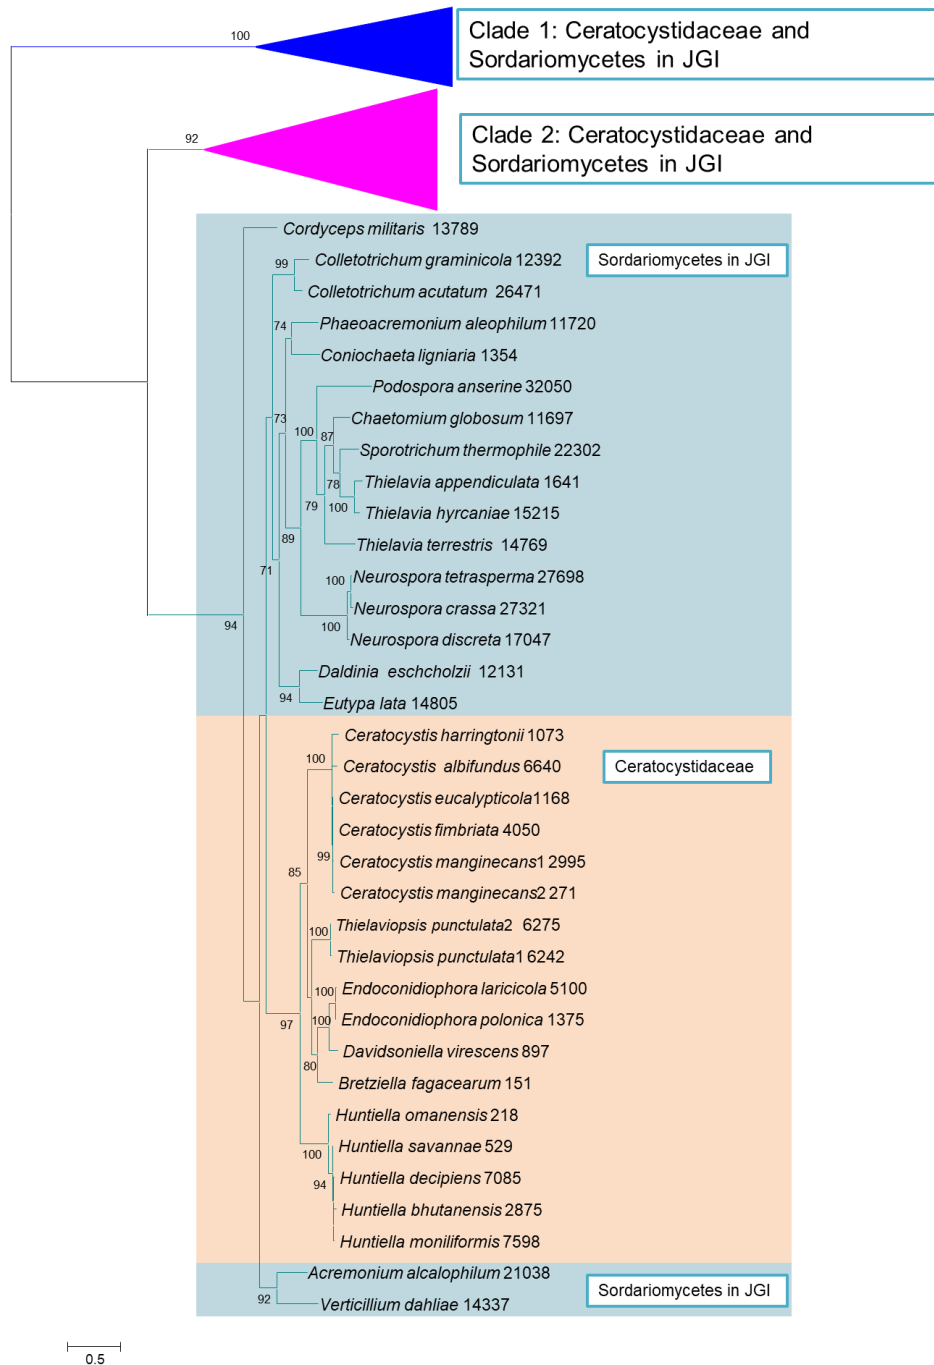 100
Clade 1: Ceratocystidaceae and
Sordariomycetes in JGI
92
Clade 2: Ceratocystidaceae and
Sordariomycetes in JGI
Cordyceps militaris 13789
99
Colletotrichum graminicola 12392
Sordariomycetes in JGI
Colletotrichum acutatum 26471
74
Phaeoacremonium aleophilum 11720
Coniochaeta ligniaria 1354
Podospora anserine 32050
73
Chaetomium globosum 11697
100
87
Sporotrichum thermophile 22302
78
Thielavia appendiculata 1641
79
100
Thielavia hyrcaniae 15215
89
Thielavia terrestris 14769
71
100
Neurospora tetrasperma 27698
Neurospora crassa 27321
94
100
Neurospora discreta 17047
Daldinia eschcholzii 12131
94
Eutypa lata 14805
Ceratocystis harringtonii 1073
100
Ceratocystis albifundus 6640
Ceratocystidaceae
Ceratocystis eucalypticola1168
Ceratocystis fimbriata 4050
99
Ceratocystis manginecans1 2995
85
Ceratocystis manginecans2 271
Thielaviopsis punctulata2 6275
100
Thielaviopsis punctulata1 6242
100
Endoconidiophora laricicola 5100
97
100
Endoconidiophora polonica 1375
Davidsoniella virescens 897
80
Bretziella fagacearum 151
Huntiella omanensis 218
100
Huntiella savannae 529
94
Huntiella decipiens 7085
Huntiella bhutanensis 2875
Huntiella moniliformis 7598
Acremonium alcalophilum 21038
Sordariomycetes in JGI
92
Verticillium dahliae 14337
0.5